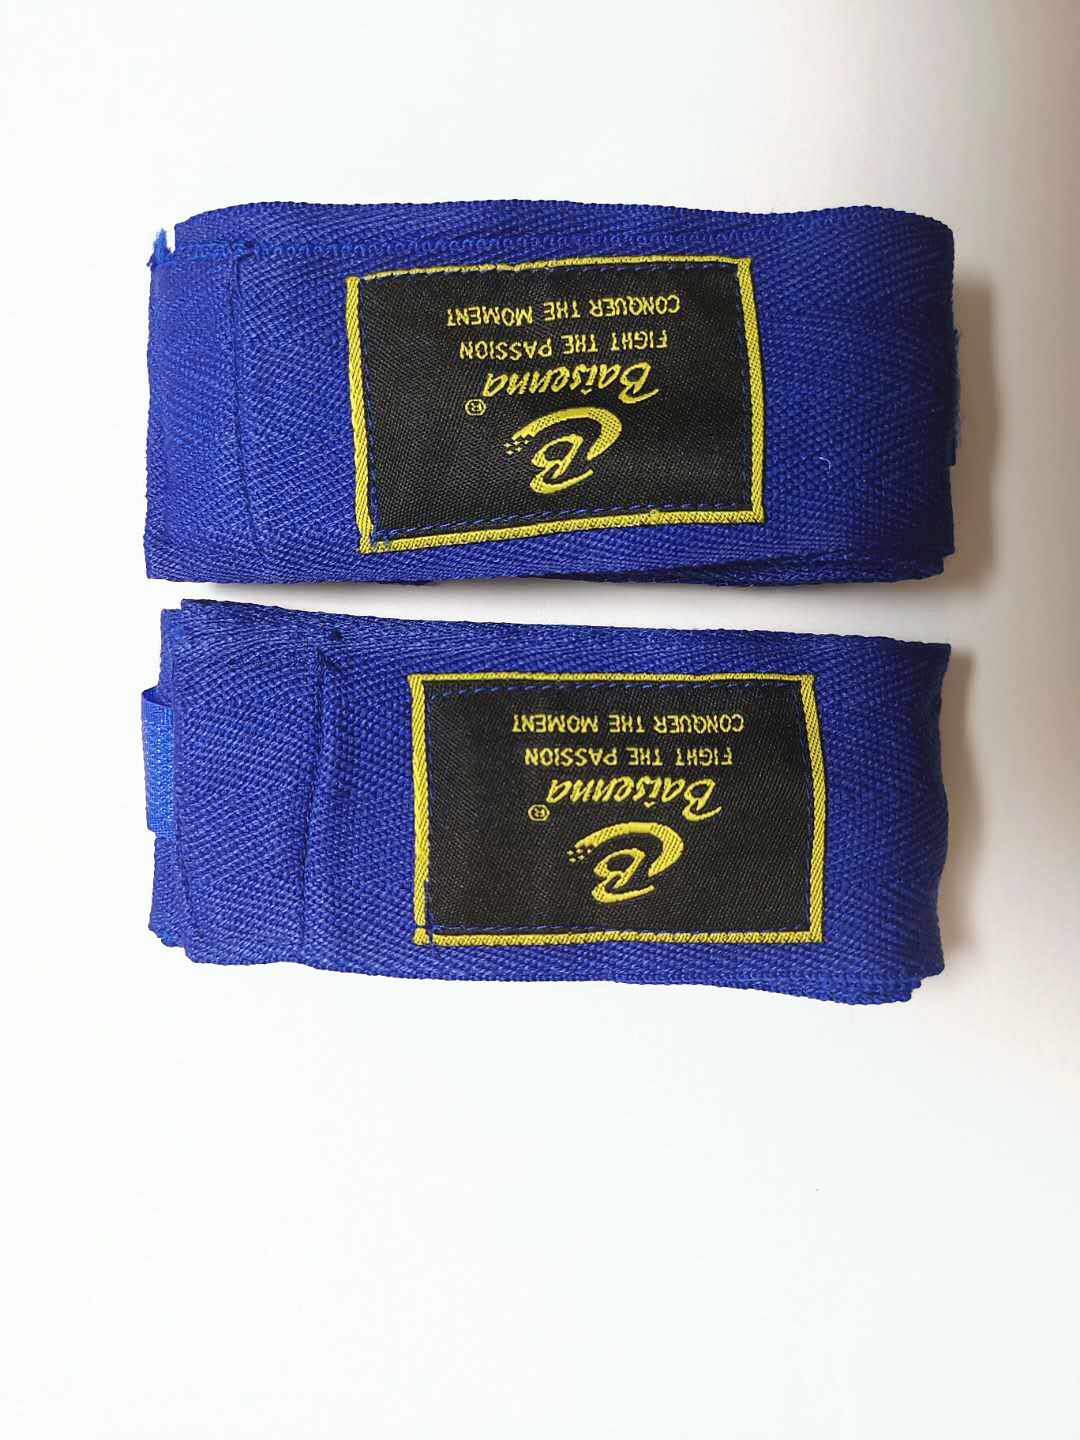 B
Baisenna®
FIGHT THE PASSION
CONQUER THE MOMENT
B
Baisenna®
FIGHT THE PASSION
CONQUER THE MOMENT